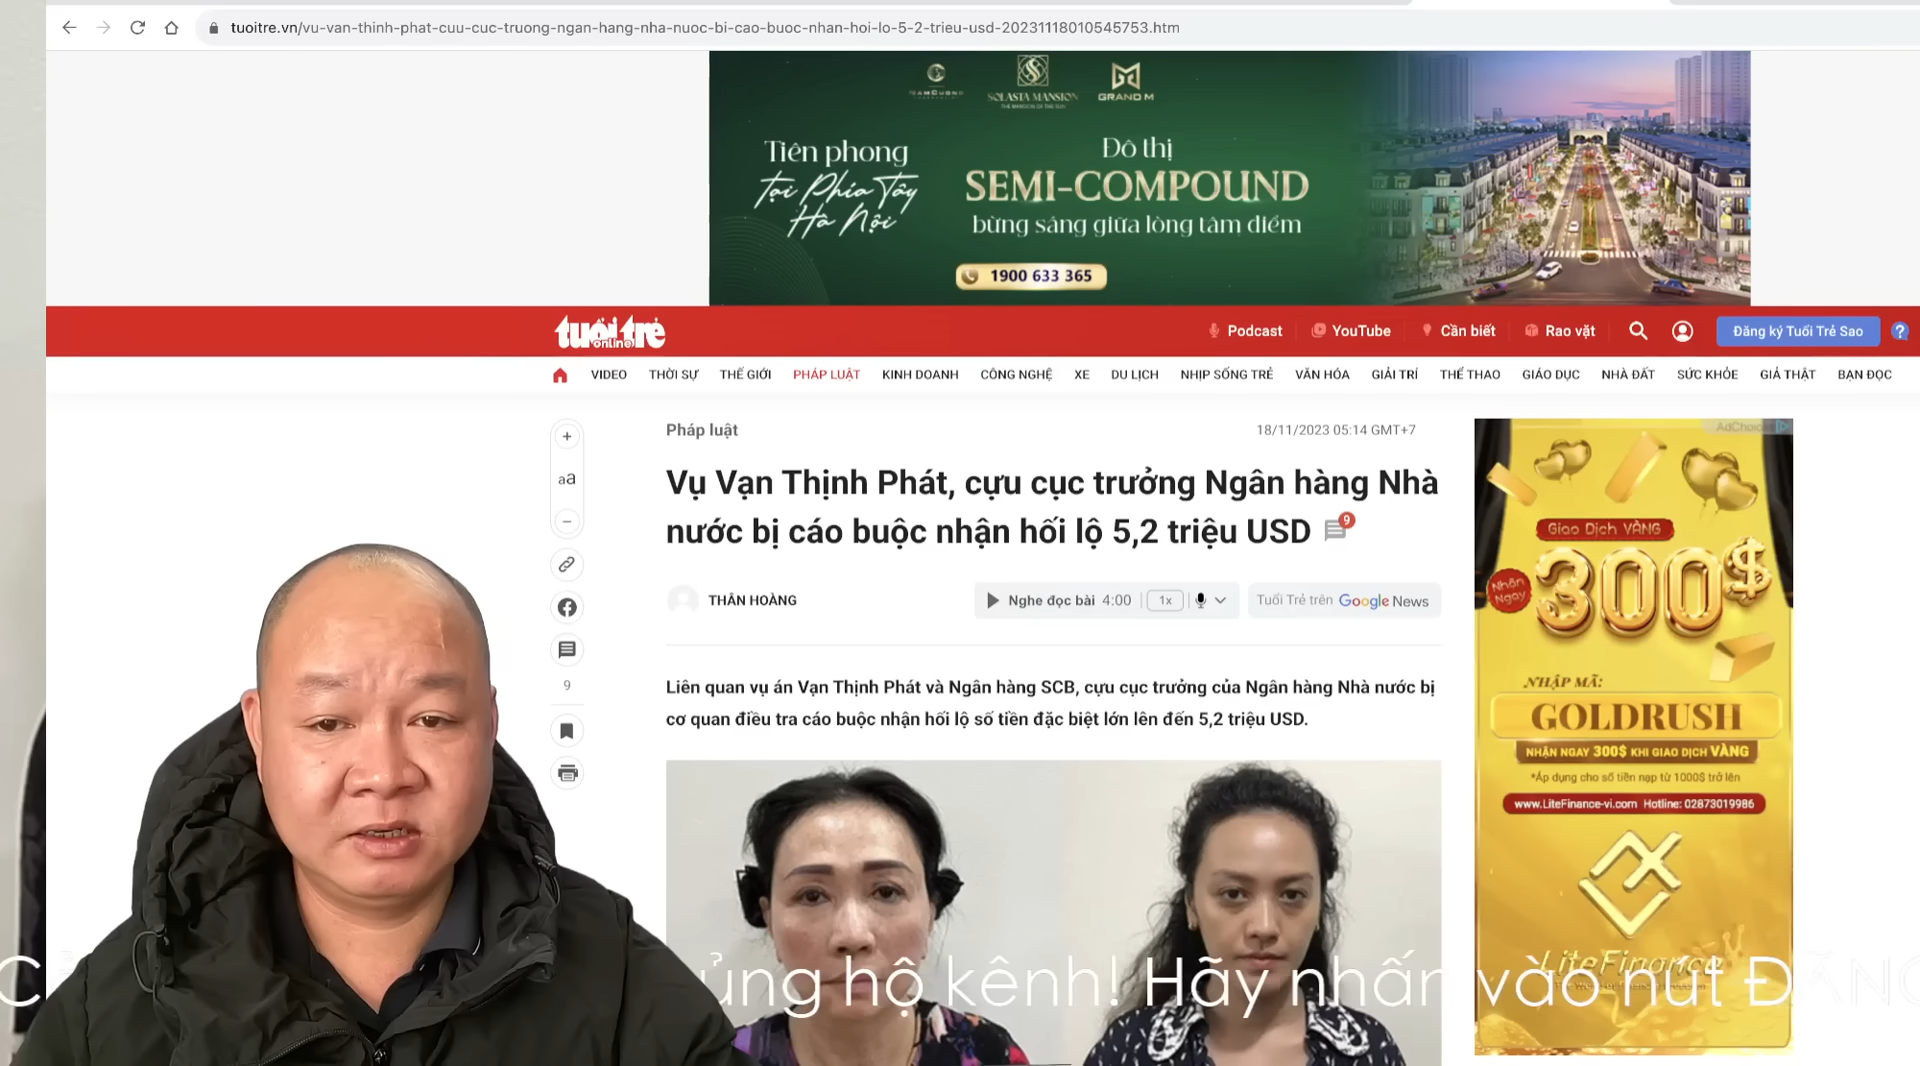 tuoitre.vn/vu-van-thinh-phat-cuu-cuc-truong-ngan-hang-nha-nuoc-bi-cao-buoc-nhan-hoi-lo-5-2-trieu-usd-20231118010545753.htm
NAMCUONG
SOLASTA MANSION
GRAND M
Tiên phong
tại Phía Tây
Hà Nội
Đô thị
SEMI-COMPOUND
bừng sáng giữa lòng tâm điểm
1900 633 365
tuổi trẻ
online
Podcast
YouTube
Cần biết
Rao vặt
Đăng ký Tuổi Trẻ Sao
?
VIDEO THỜI SỰ THẾ GIỚI PHÁP LUẬT KINH DOANH CÔNG NGHỆ XE DU LỊCH NHỊP SỐNG TRẺ VĂN HÓA GIẢI TRÍ THỂ THAO GIÁO DỤC NHÀ ĐẤT SỨC KHỎE GIẢ THẬT BẠN ĐỌC
+
aa
−
9
Pháp luật
18/11/2023 05:14 GMT+7
Vụ Vạn Thịnh Phát, cựu cục trưởng Ngân hàng Nhà
nước bị cáo buộc nhận hối lộ 5,2 triệu USD 9
THÂN HOÀNG
Nghe đọc bài 4:00 1x
Tuổi Trẻ trên Google News
Liên quan vụ án Vạn Thịnh Phát và Ngân hàng SCB, cựu cục trưởng của Ngân hàng Nhà nước bị
cơ quan điều tra cáo buộc nhận hối lộ số tiền đặc biệt lớn lên đến 5,2 triệu USD.
AdChoices
Giao Dịch VÀNG
Nhận
Ngay
300$
NHẬP MÃ:
GOLDRUSH
NHẬN NGAY 300$ KHI GIAO DỊCH VÀNG
*Áp dụng cho số tiền nạp từ 1000$ trở lên
www.LiteFinance-vi.com Hotline: 02873019986
LiteFinance
ủng hộ kênh! Hãy nhấn vào nút ĐĂNG